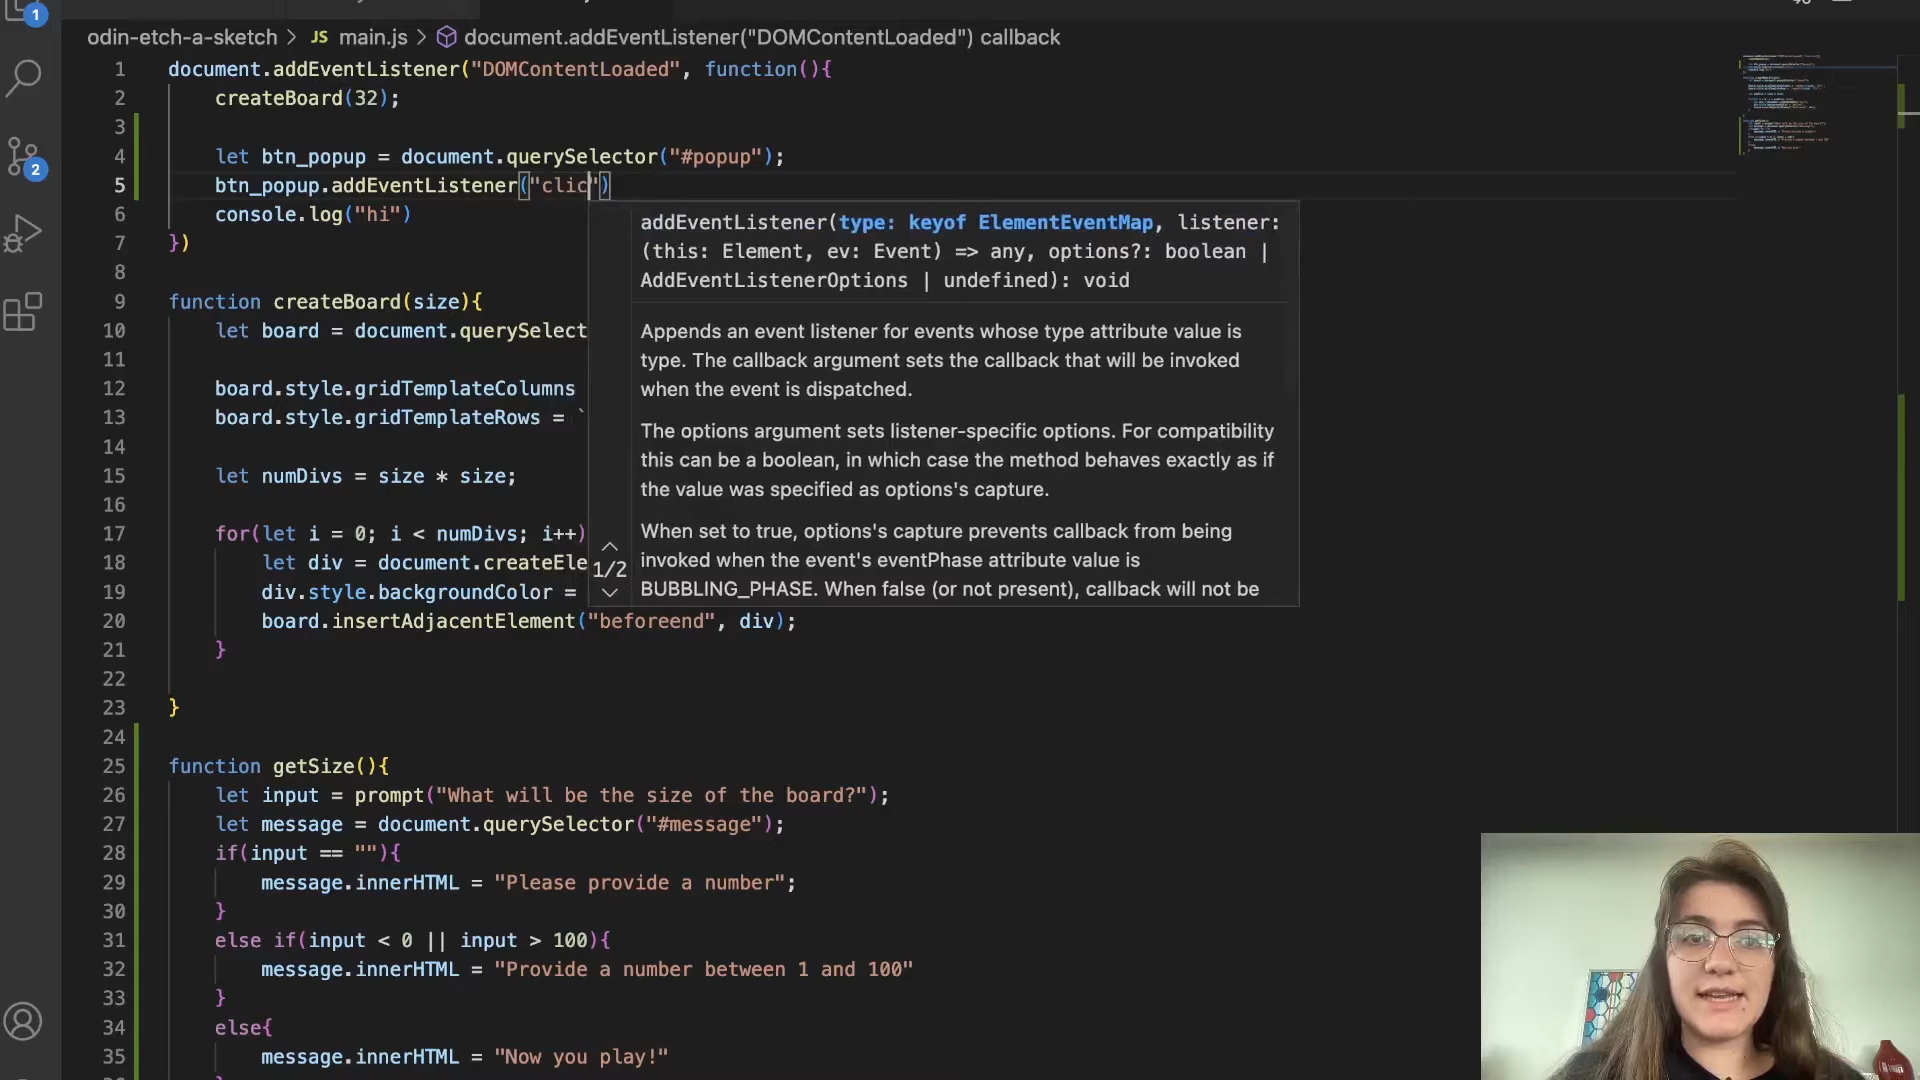 1
odin-etch-a-sketch > JS main.js > document.addEventListener("DOMContentLoaded") callback
1 document.addEventListener("DOMContentLoaded", function(){
2 createBoard(32);
3
4 let btn_popup = document.querySelector("#popup");
5 btn_popup.addEventListener("clic")
6 console.log("hi")
7 })
8
9 function createBoard(size){
10 let board = document.querySelect
11
12 board.style.gridTemplateColumns
13 board.style.gridTemplateRows = `
14
15 let numDivs = size * size;
16
17 for(let i = 0; i < numDivs; i++)
18 let div = document.createEle
19 div.style.backgroundColor =
20 board.insertAdjacentElement("beforeend", div);
21 }
22
23 }
24
25 function getSize(){
26 let input = prompt("What will be the size of the board?");
27 let message = document.querySelector("#message");
28 if(input == ""){
29 message.innerHTML = "Please provide a number";
30 }
31 else if(input < 0 || input > 100){
32 message.innerHTML = "Provide a number between 1 and 100"
33 }
34 else{
35 message.innerHTML = "Now you play!"
2
addEventListener(type: keyof ElementEventMap, listener:
(this: Element, ev: Event) => any, options?: boolean |
AddEventListenerOptions | undefined): void
Appends an event listener for events whose type attribute value is
type. The callback argument sets the callback that will be invoked
when the event is dispatched.
The options argument sets listener-specific options. For compatibility
this can be a boolean, in which case the method behaves exactly as if
the value was specified as options's capture.
When set to true, options's capture prevents callback from being
invoked when the event's eventPhase attribute value is
BUBBLING_PHASE. When false (or not present), callback will not be
1/2